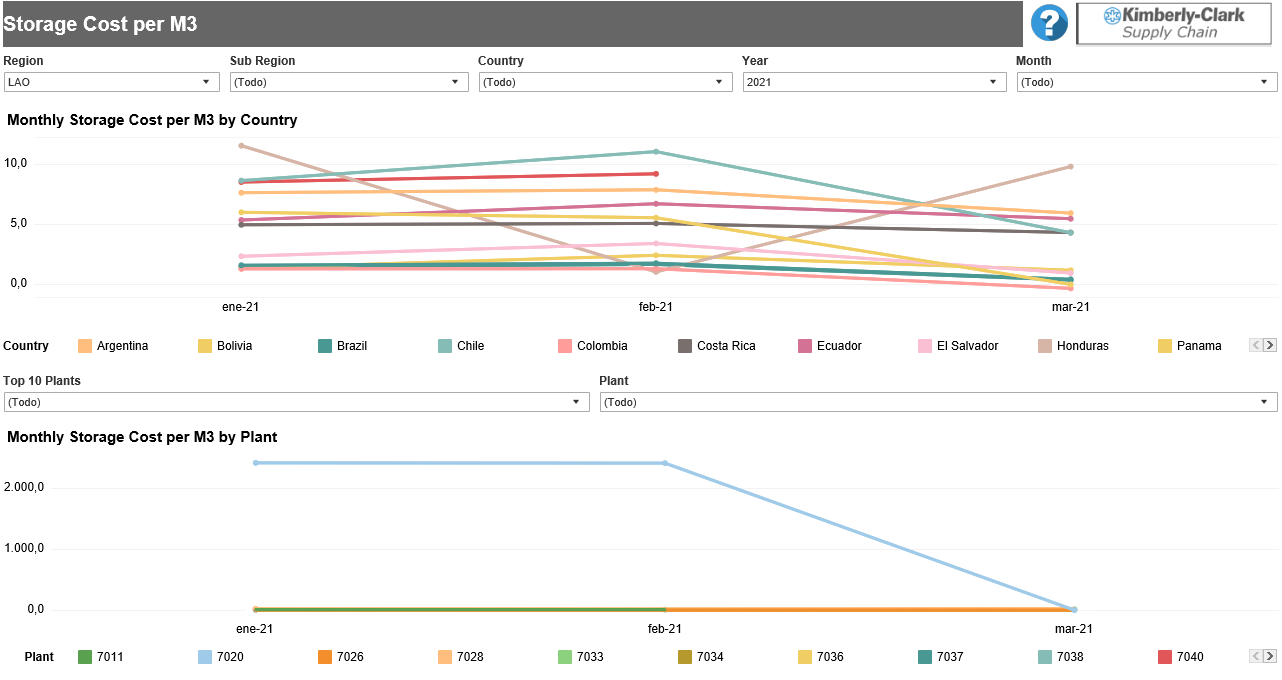 Storage Cost per M3
?
Kimberly-Clark
Supply Chain
Region Sub Region Country Year Month
LAO (Todo) (Todo) 2021 (Todo)
Monthly Storage Cost per M3 by Country
10,0
5,0
0,0
ene-21 feb-21 mar-21
Country Argentina Bolivia Brazil Chile Colombia Costa Rica Ecuador El Salvador Honduras Panama
Top 10 Plants Plant
(Todo) (Todo)
Monthly Storage Cost per M3 by Plant
2.000,0
1.000,0
0,0
ene-21 feb-21 mar-21
Plant 7011 7020 7026 7028 7033 7034 7036 7037 7038 7040